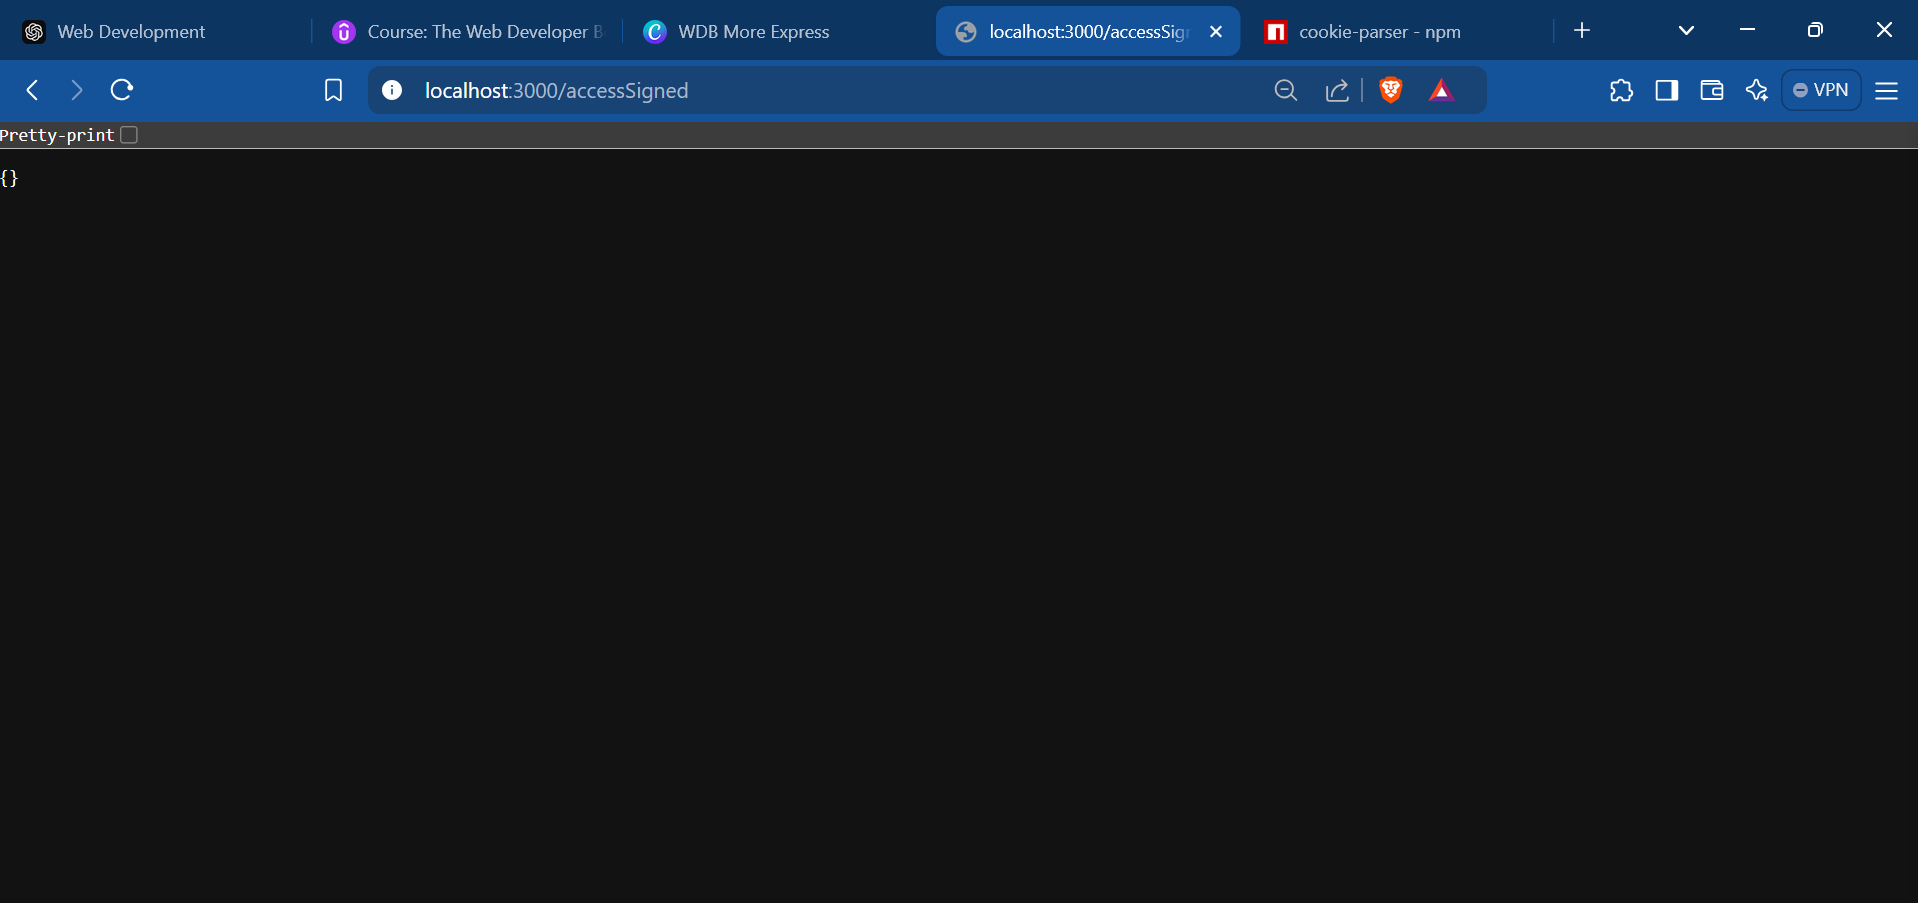 Web Development
Course: The Web Developer B
WDB More Express
localhost:3000/accessSig
cookie-parser - npm
localhost:3000/accessSigned
VPN
Pretty-print
{}